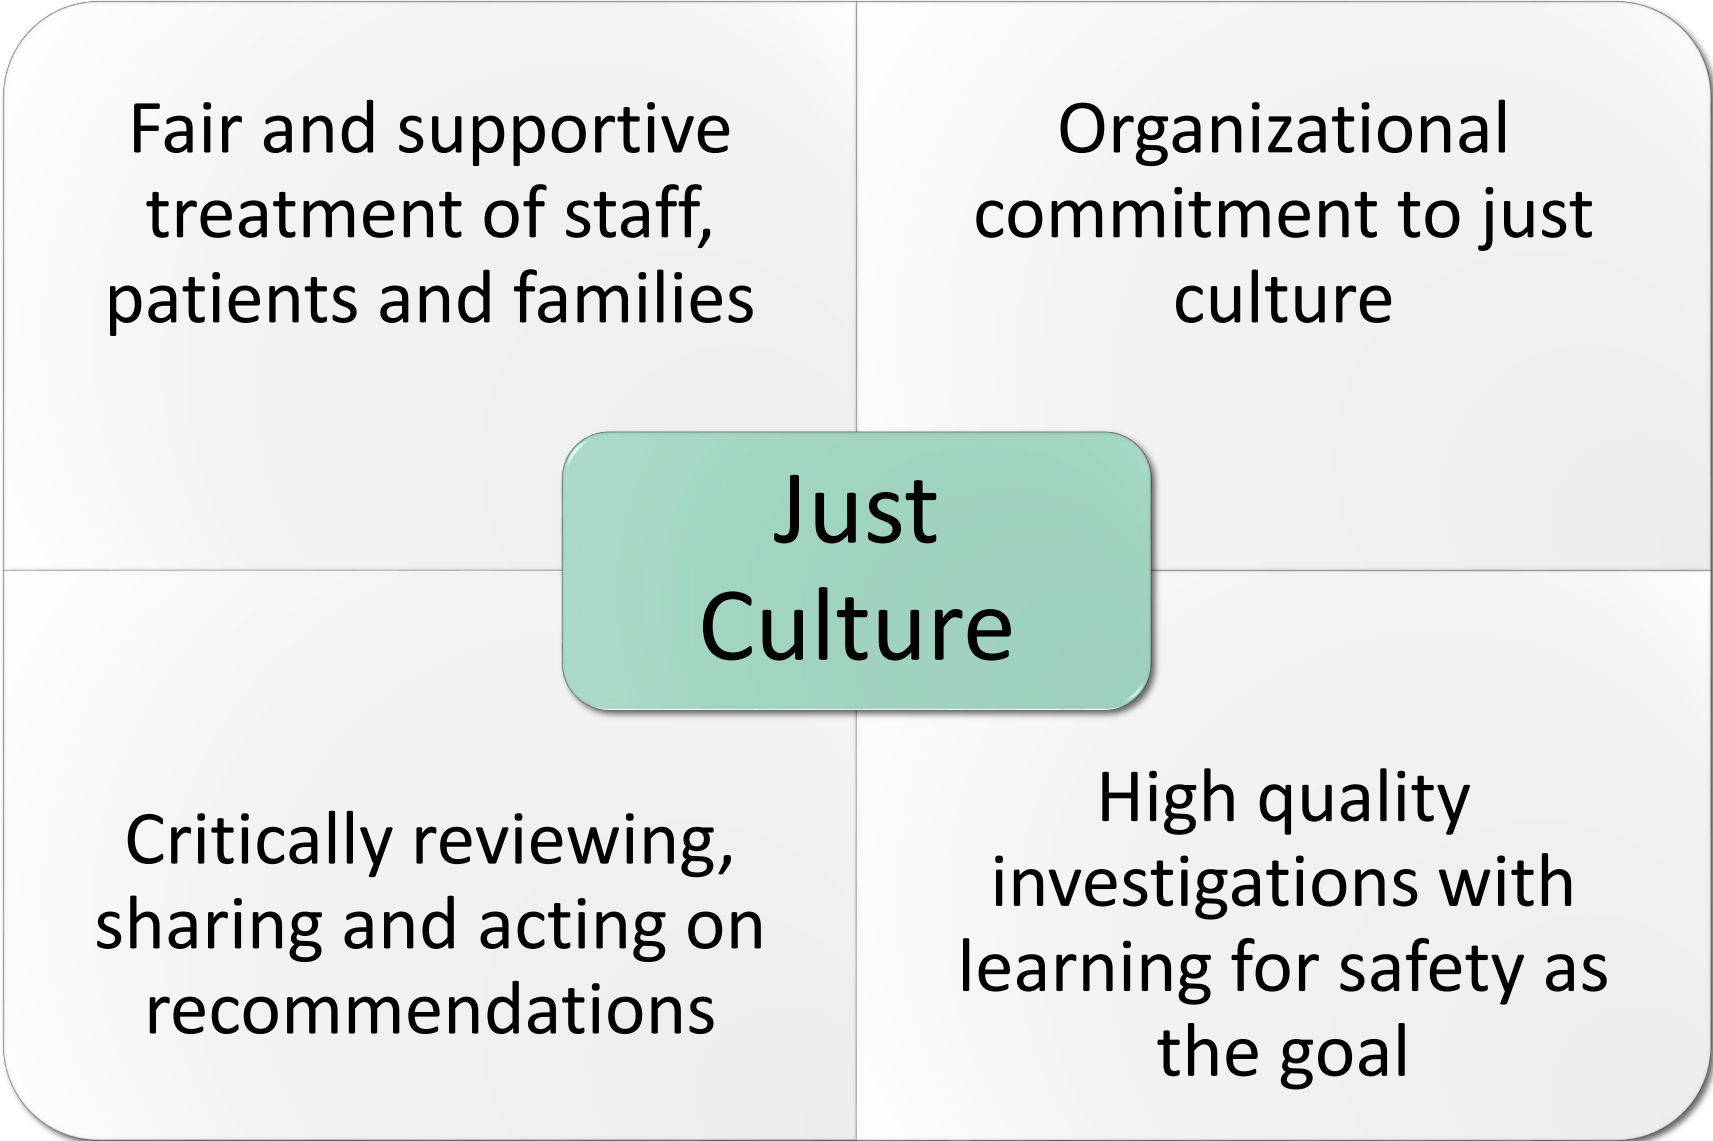 Fair and supportive
treatment of staff,
patients and families
Organizational
commitment to just
culture
Just
Culture
Critically reviewing,
sharing and acting on
recommendations
High quality
investigations with
learning for safety as
the goal